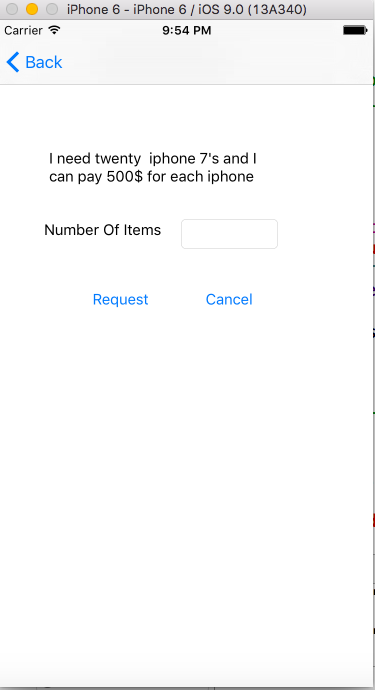 iPhone 6 - iPhone 6 / iOS 9.0 (13A340)
Carrier 9:54 PM
Back
I need twenty  iphone 7's and I
can pay 500$ for each iphone
Number Of Items
Request Cancel